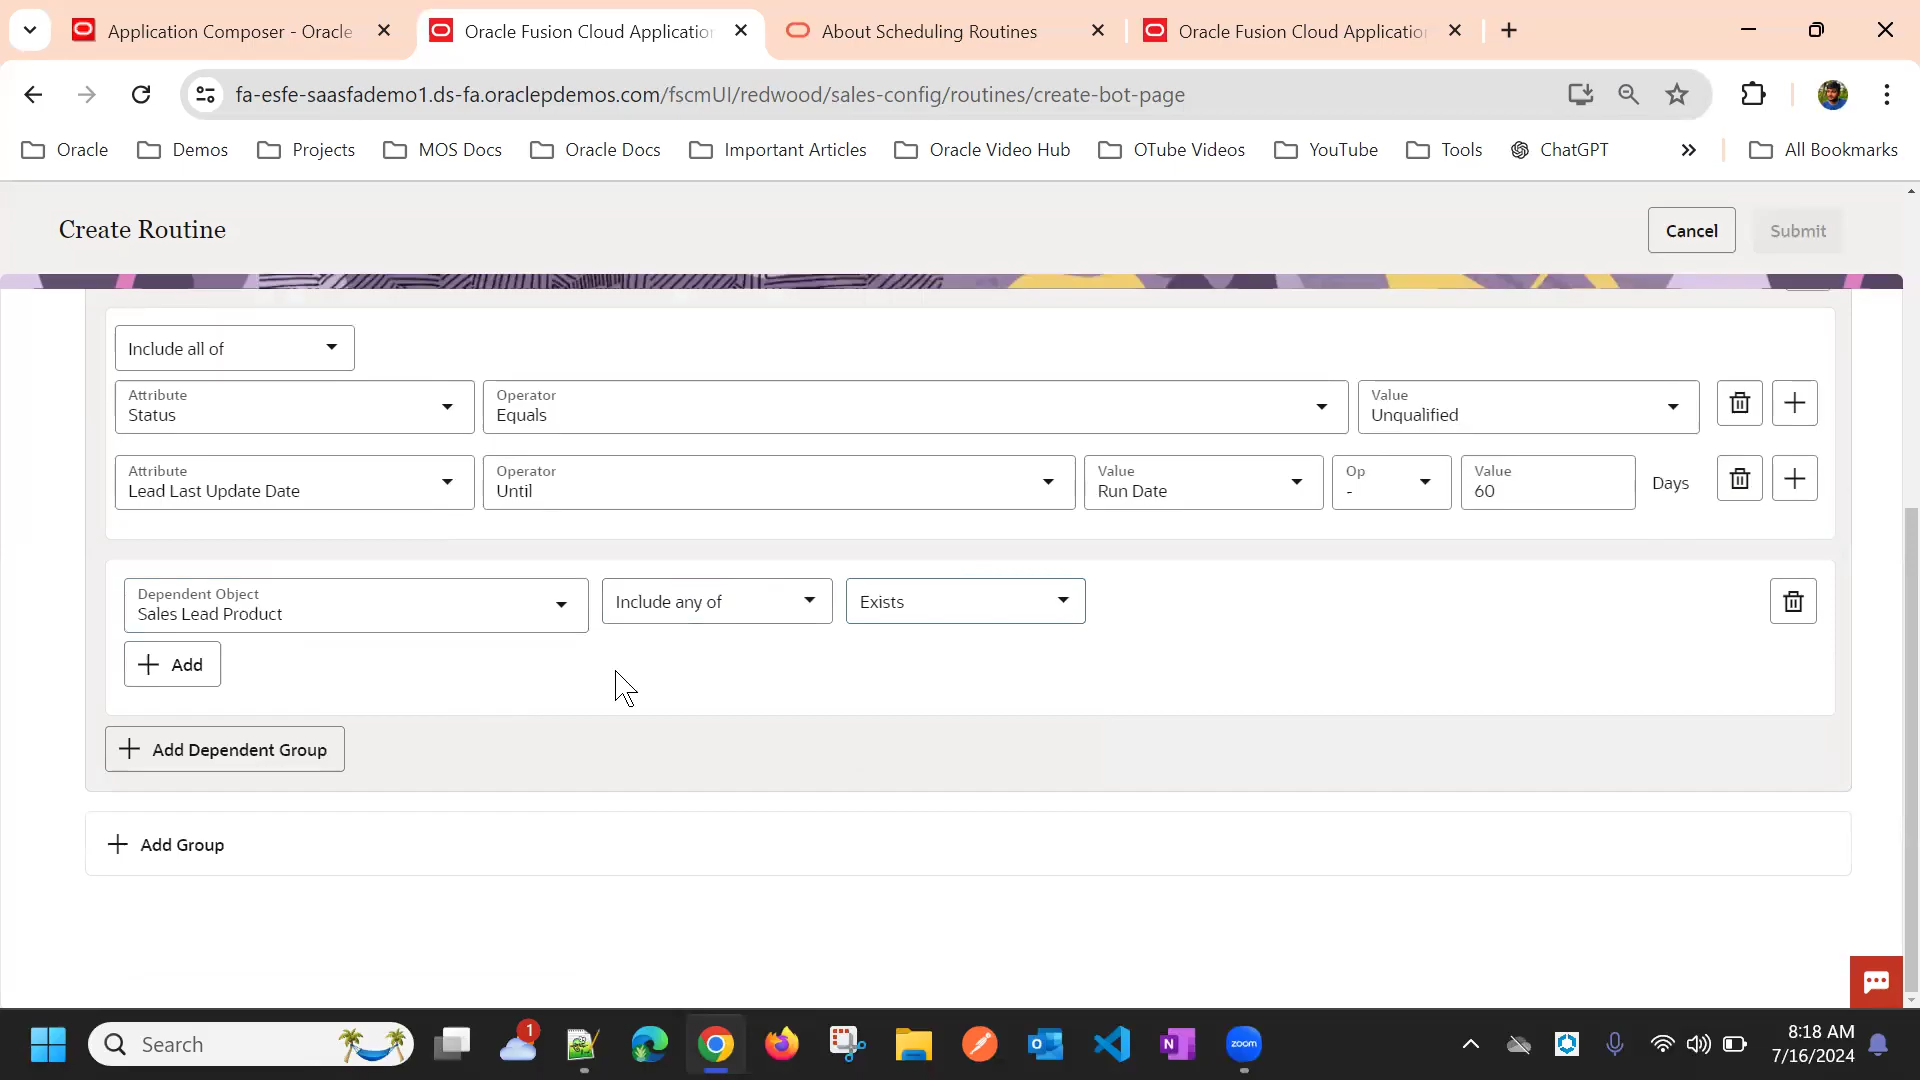 Application Composer - Oracle
Oracle Fusion Cloud Applicatio
About Scheduling Routines
Oracle Fusion Cloud Applicatio
fa-esfe-saasfademo1.ds-fa.oraclepdemos.com/fscmUI/redwood/sales-config/routines/create-bot-page
Oracle
Demos
Projects
MOS Docs
Oracle Docs
Important Articles
Oracle Video Hub
OTube Videos
YouTube
Tools
ChatGPT
All Bookmarks
Create Routine
Cancel
Submit
Include all of
Attribute
Status
Operator
Equals
Value
Unqualified
Attribute
Lead Last Update Date
Operator
Until
Value
Run Date
Op
-
Value
60
Days
Dependent Object
Sales Lead Product
Include any of
Exists
Add
Add Dependent Group
Add Group
Search
1
N
zoom
8:18 AM
7/16/2024